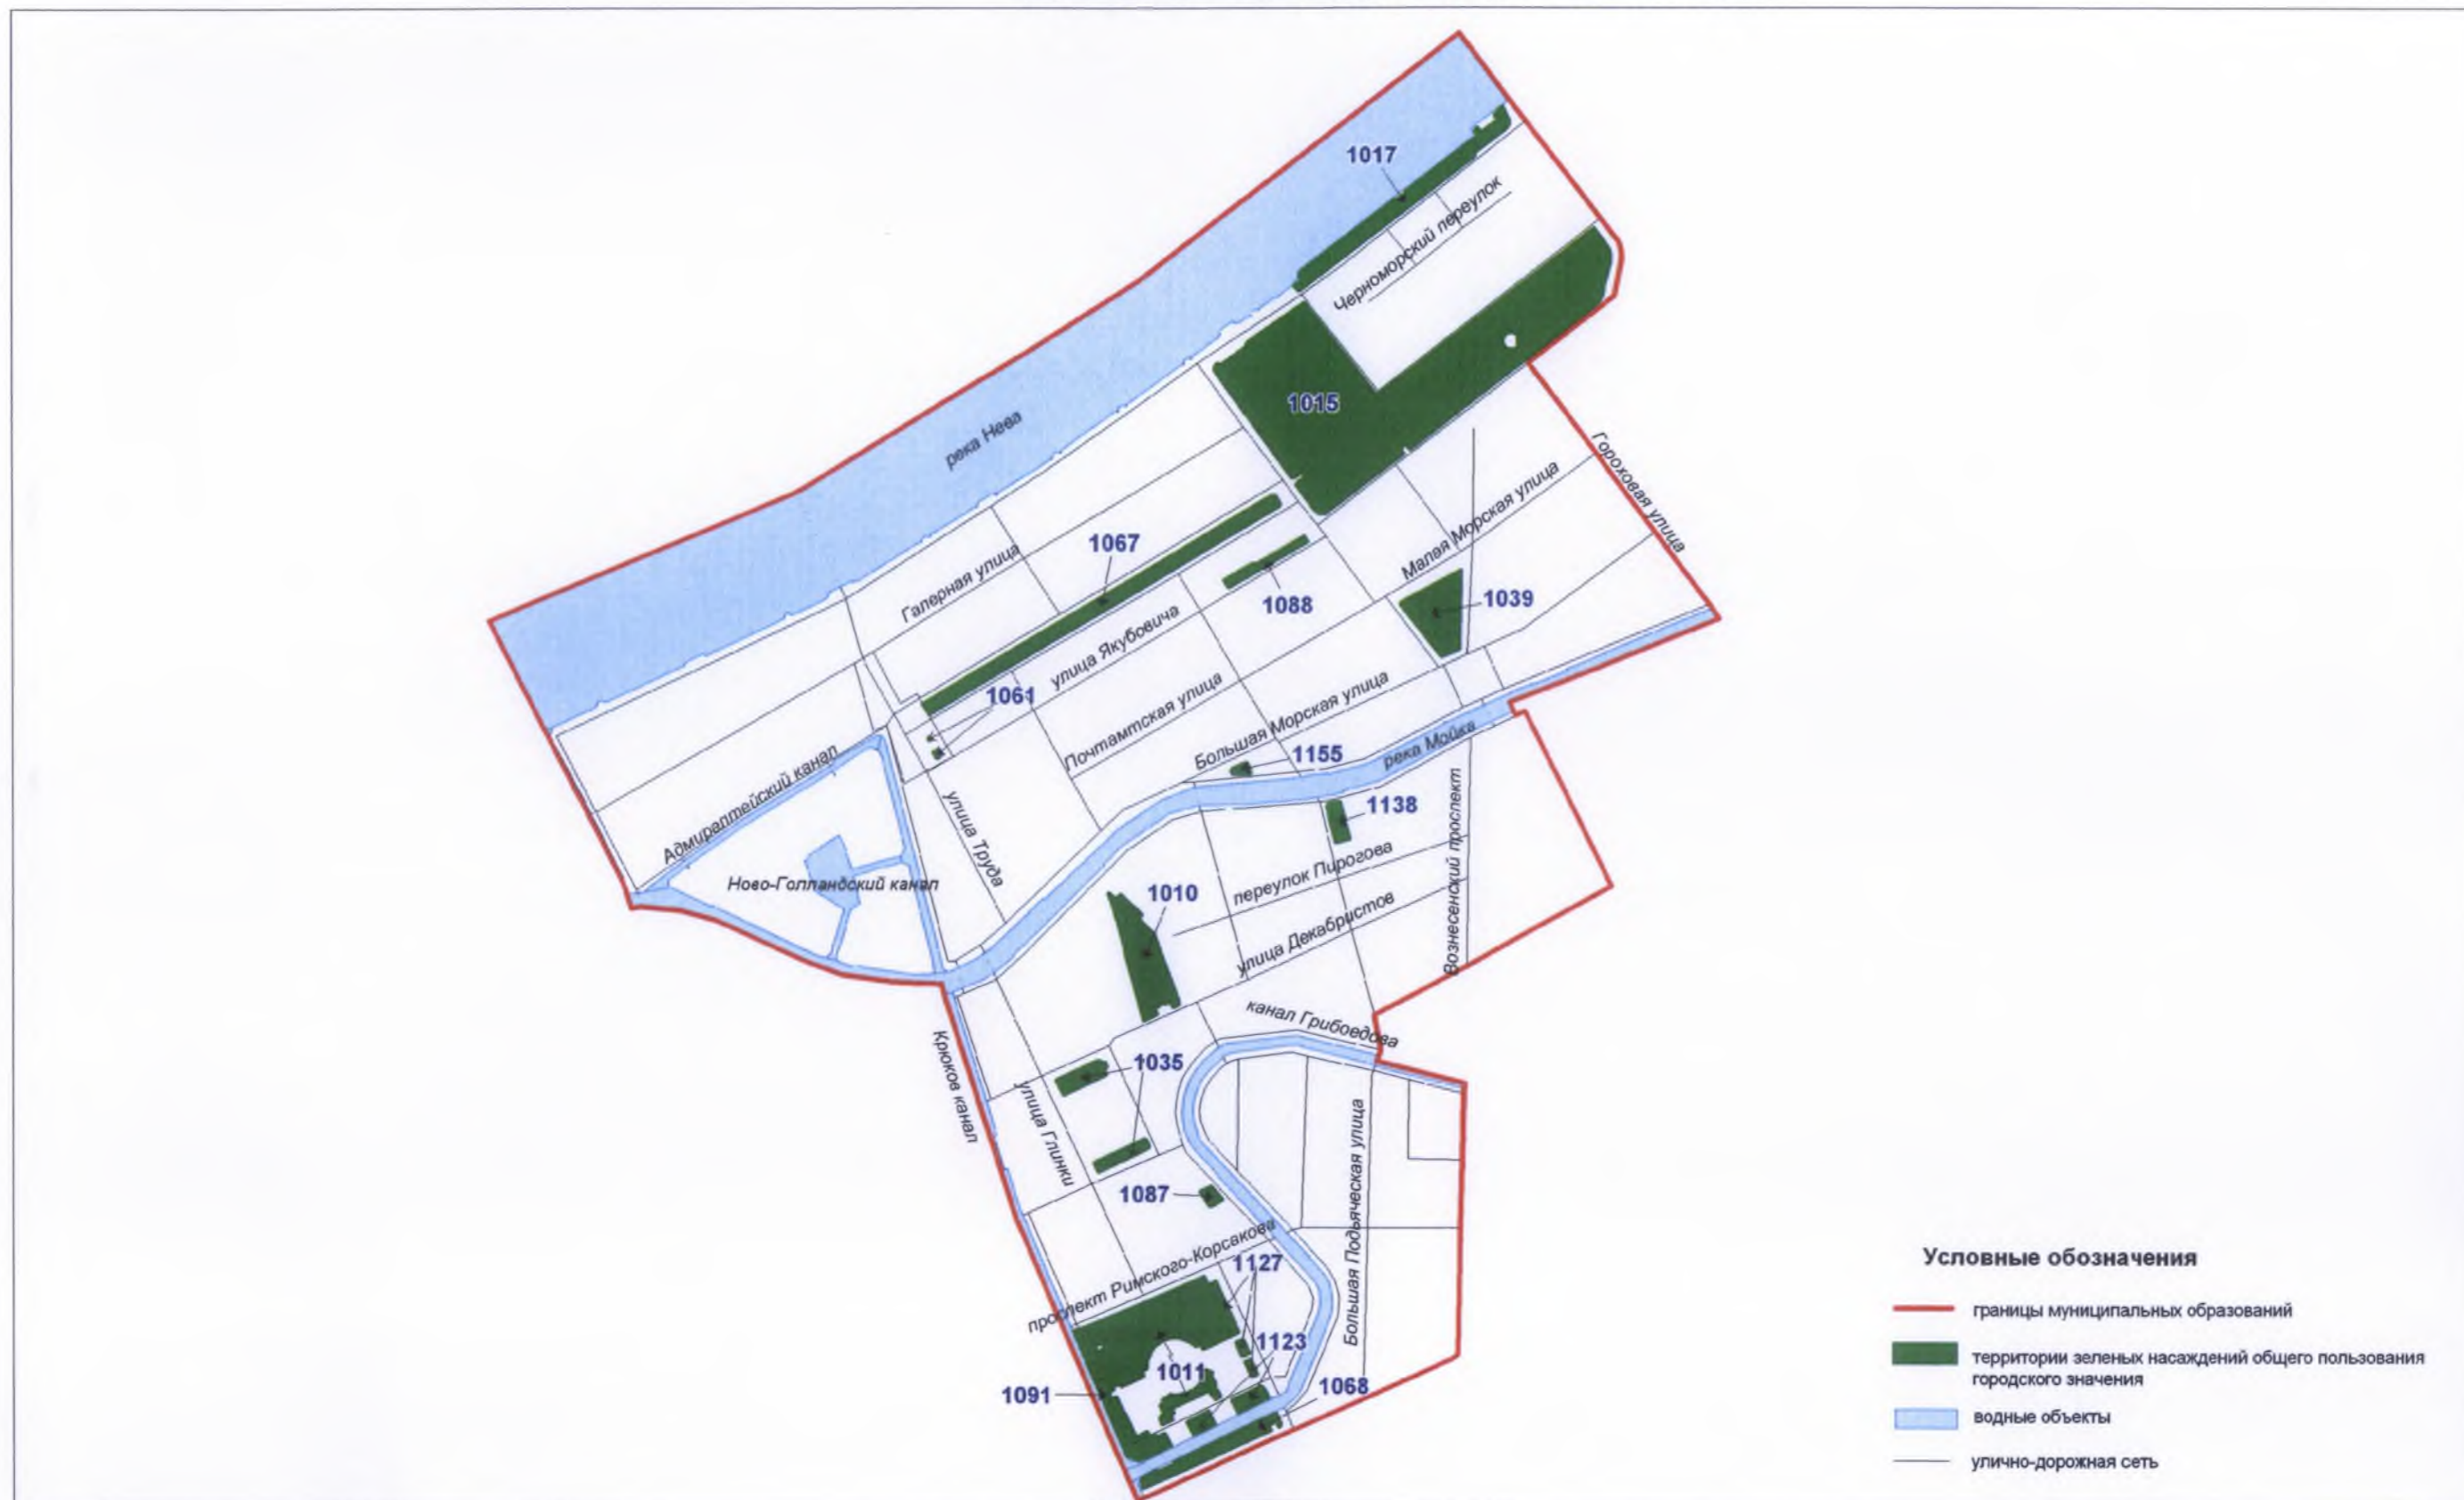 1017
Черноморский переулок
1015
река Нева
Гороховая улица
Малая Морская улица
1067
Галерная улица
1088
1039
улица Якубовича
1061
Почтамтская улица
Большая Морская улица
1155
река Мойка
Адмиралтейский канал
улица Труда
1138
Вознесенский проспект
переулок Пирогова
Ново-Голландский канал
1010
улица Декабристов
канал Грибоедова
Крюков канал
1035
улица Глинки
Большая Подьяческая улица
1087
проспект Римского-Корсакова
1127
1123
1011
1091
1068
Условные обозначения
границы муниципальных образований
территории зеленых насаждений общего пользования
городского значения
водные объекты
улично-дорожная сеть